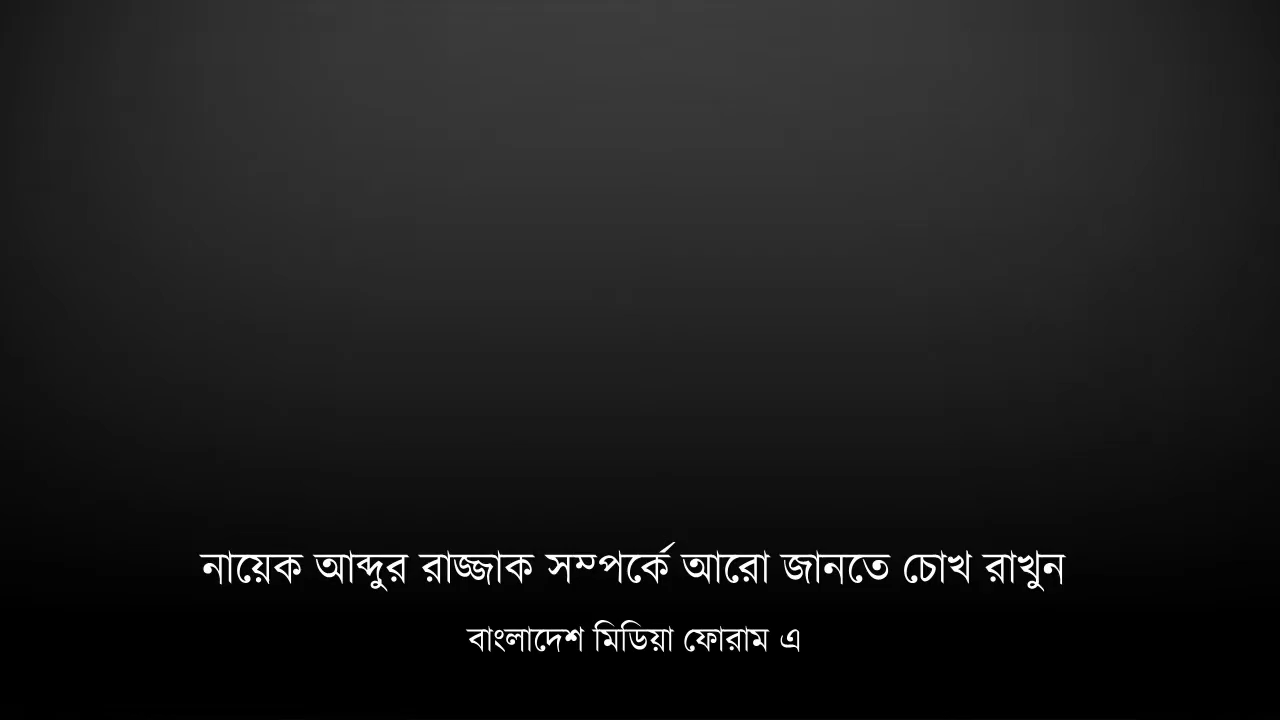 নায়েক আব্দুর রাজ্জাক সম্পর্কে আরো জানতে চোখ রাখুন
বাংলাদেশ মিডিয়া ফোরাম এ